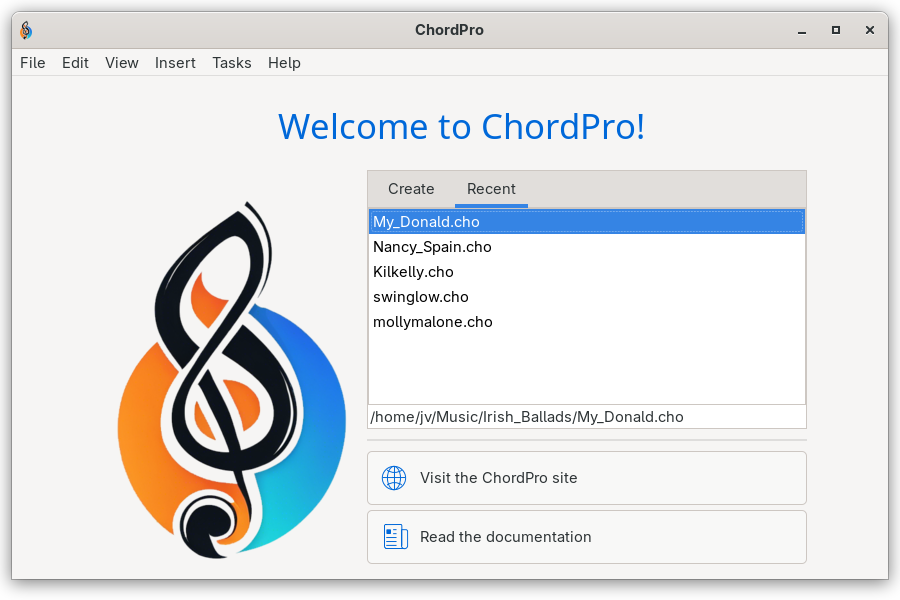 ChordPro
File Edit View Insert Tasks Help
Welcome to ChordPro!
Create Recent
My_Donald.cho
Nancy_Spain.cho
Kilkelly.cho
swinglow.cho
mollymalone.cho
/home/jv/Music/Irish_Ballads/My_Donald.cho
Visit the ChordPro site
Read the documentation